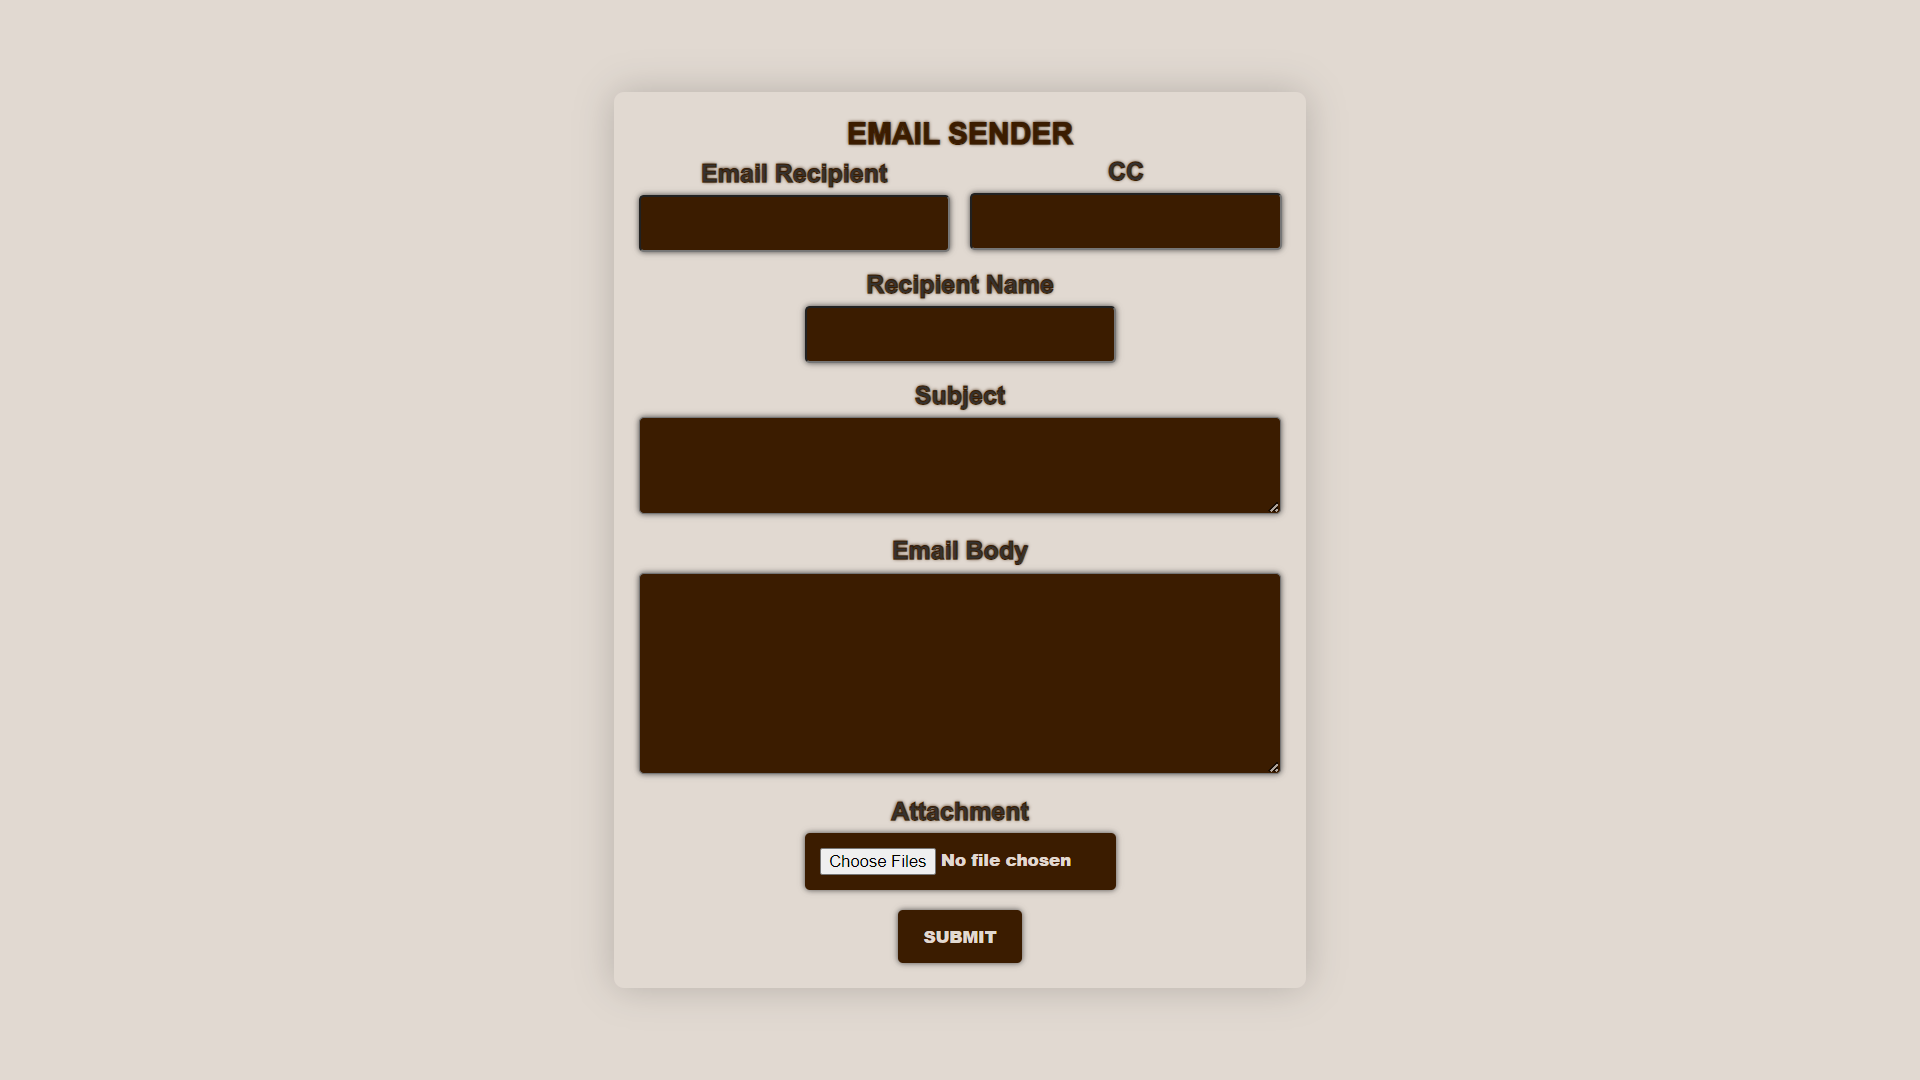 EMAIL SENDER
Email Recipient
CC
Recipient Name
Subject
Email Body
Attachment
Choose Files No file chosen
SUBMIT